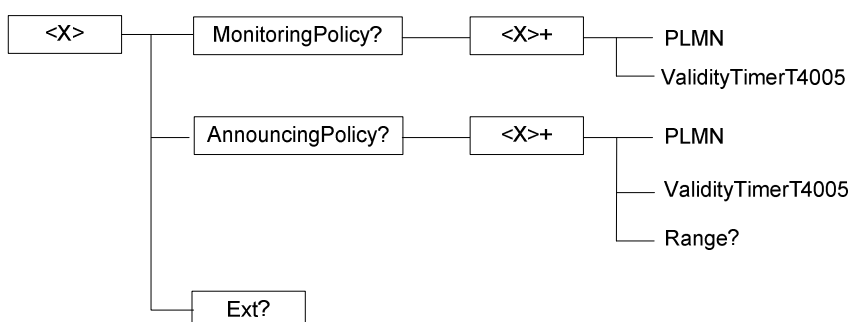 <X>
MonitoringPolicy?
<X>+
PLMN
ValidityTimerT4005
AnnouncingPolicy?
<X>+
PLMN
ValidityTimerT4005
Range?
Ext?